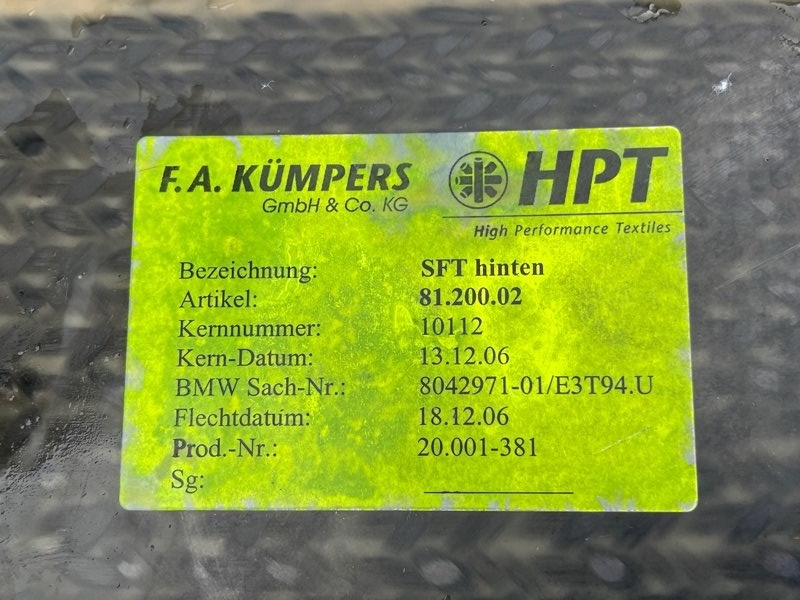 F.A. KÜMPERS
GmbH & Co. KG
HPT
High Performance Textiles
Bezeichnung: SFT hinten
Artikel: 81.200.02
Kernnummer: 10112
Kern-Datum: 13.12.06
BMW Sach-Nr.: 8042971-01/E3T94.U
Flechtdatum: 18.12.06
Prod.-Nr.: 20.001-381
Sg: